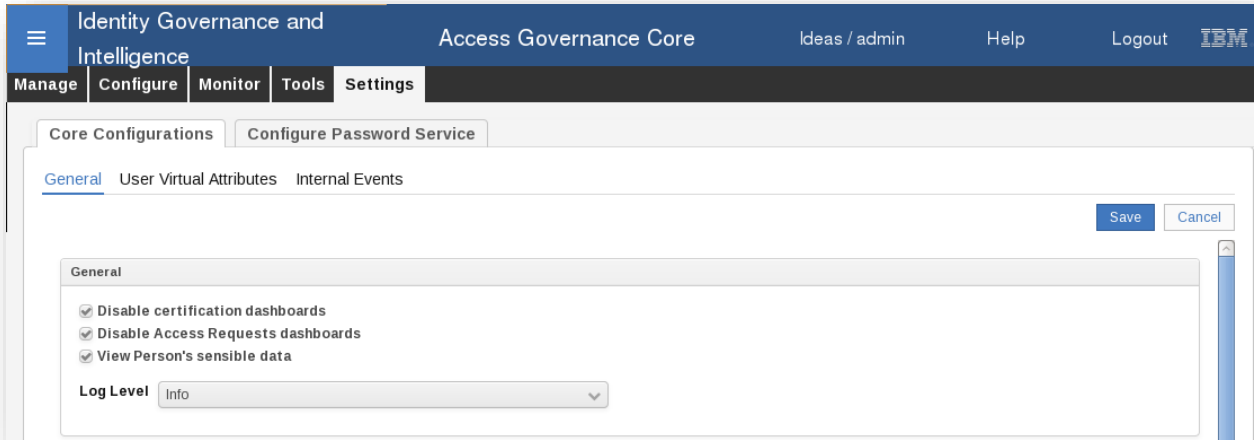 Identity Governance and
Intelligence
Access Governance Core
Ideas / admin
Help
Logout
IBM
Manage Configure Monitor Tools Settings
Core Configurations Configure Password Service
General User Virtual Attributes Internal Events
Save Cancel
General
Disable certification dashboards
Disable Access Requests dashboards
View Person's sensible data
Log Level Info